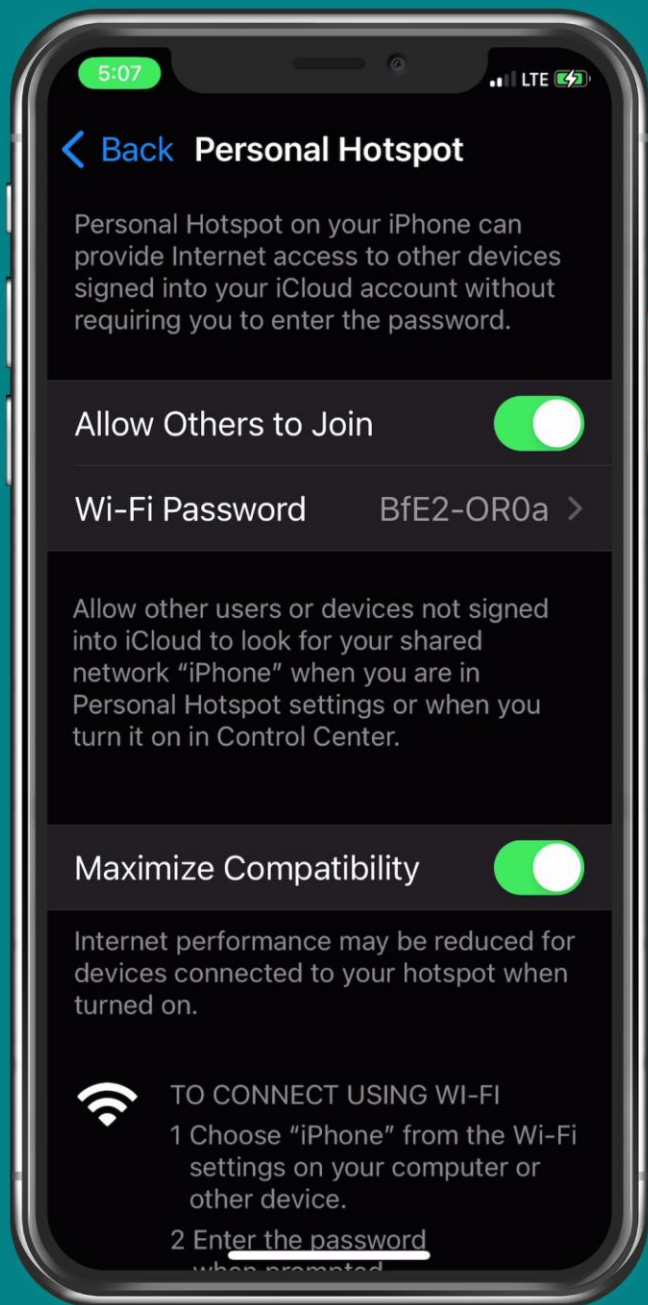 5:07
LTE
Back Personal Hotspot
Personal Hotspot on your iPhone can
provide Internet access to other devices
signed into your iCloud account without
requiring you to enter the password.
Allow Others to Join
Wi-Fi Password BfE2-OR0a
Allow other users or devices not signed
into iCloud to look for your shared
network “iPhone” when you are in
Personal Hotspot settings or when you
turn it on in Control Center.
Maximize Compatibility
Internet performance may be reduced for
devices connected to your hotspot when
turned on.
TO CONNECT USING WI-FI
1 Choose “iPhone” from the Wi-Fi
settings on your computer or
other device.
2 Enter the password
when prompted